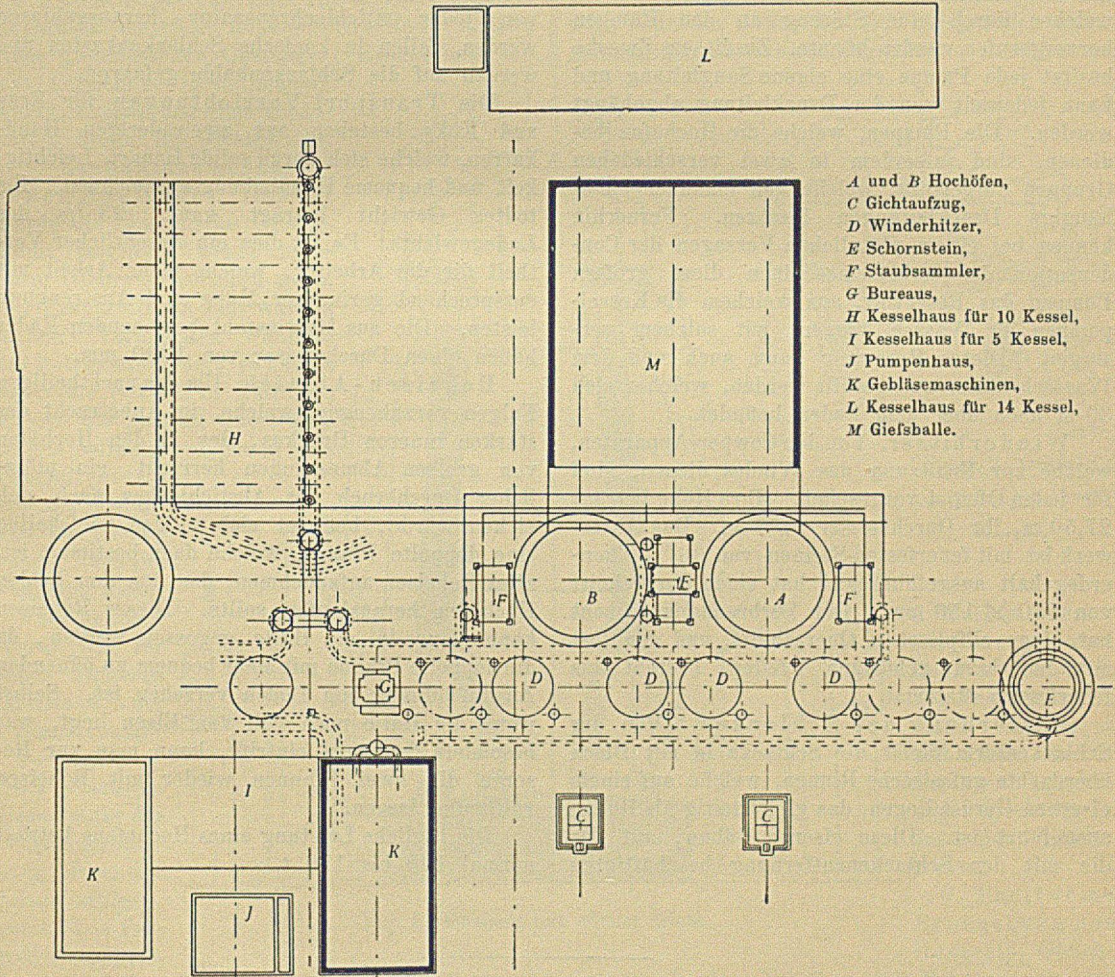 L
A und B Hochöfen,
C Gichtaufzug,
D Winderhitzer,
E Schornstein,
F Staubsammler,
G Bureaus,
H Kesselhaus für 10 Kessel,
I Kesselhaus für 5 Kessel,
J Pumpenhaus,
K Gebläsemaschinen,
L Kesselhaus für 14 Kessel,
M Giefshalle.
M
H
F B E A F
G D D D D E
I
K K
C C
J